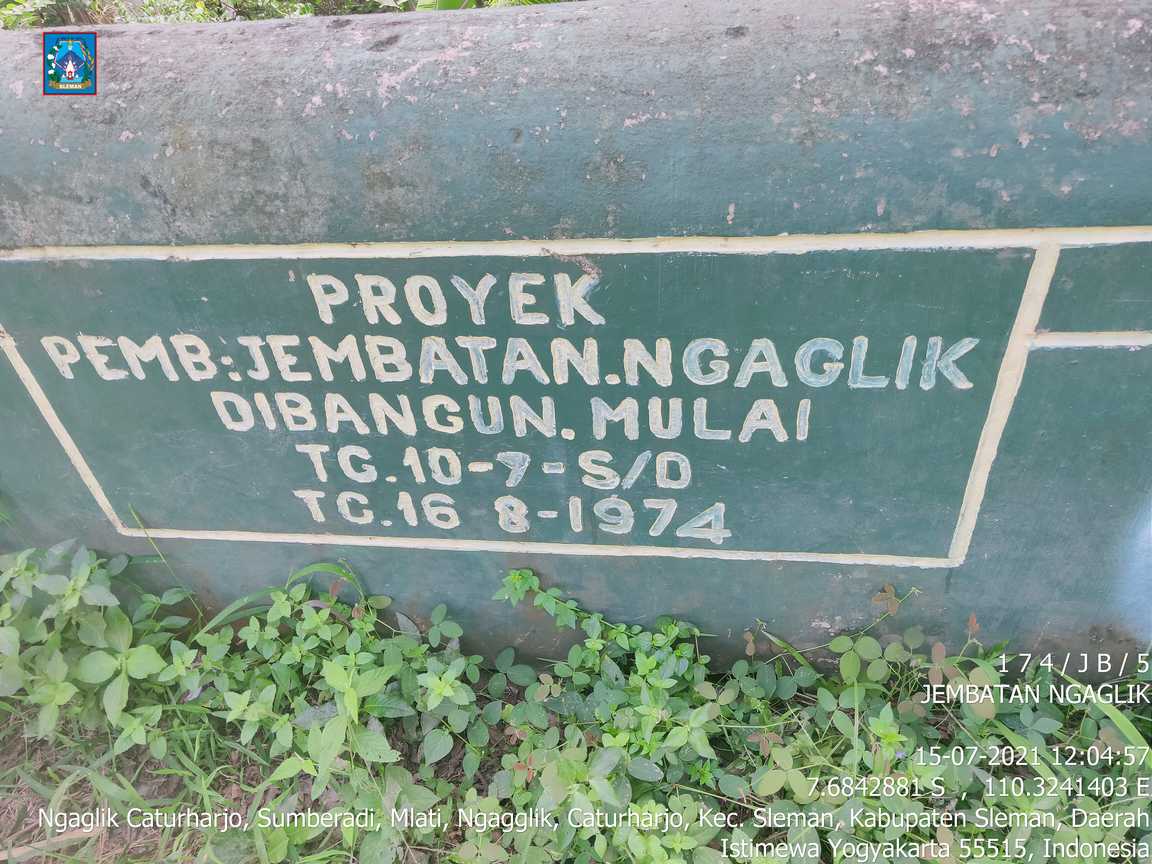 SLEMAN
PROYEK
PEMB:JEMBATAN.NGAGLIK
DIBANGUN.MULAI
TG.10-7-S/D
TG.16 8-1974
174/JB/5
JEMBATAN NGAGLIK
15-07-2021 12:04:57
7.6842881 S , 110.3241403 E
Ngaglik Caturharjo, Sumberadi, Mlati, Ngagglik, Caturharjo, Kec. Sleman, Kabupaten Sleman, Daerah
Istimewa Yogyakarta 55515, Indonesia